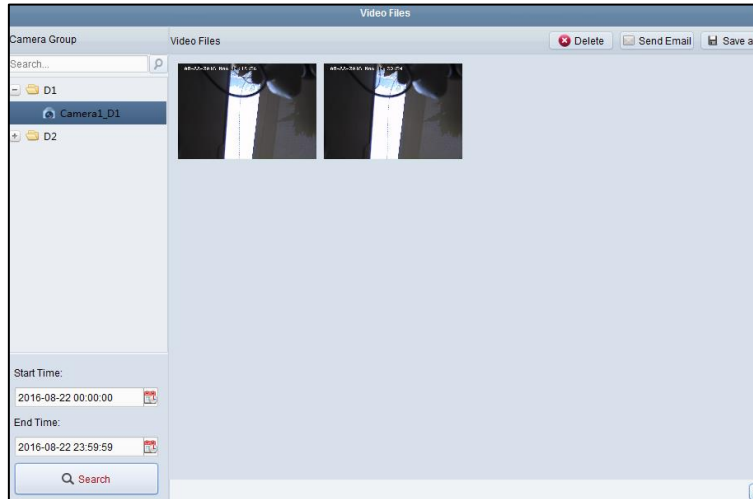 Video Files
Camera Group
Video Files
Delete
Send Email
Save a
Search...
D1
Camera1_D1
D2
Start Time:
2016-08-22 00:00:00
End Time:
2016-08-22 23:59:59
Search